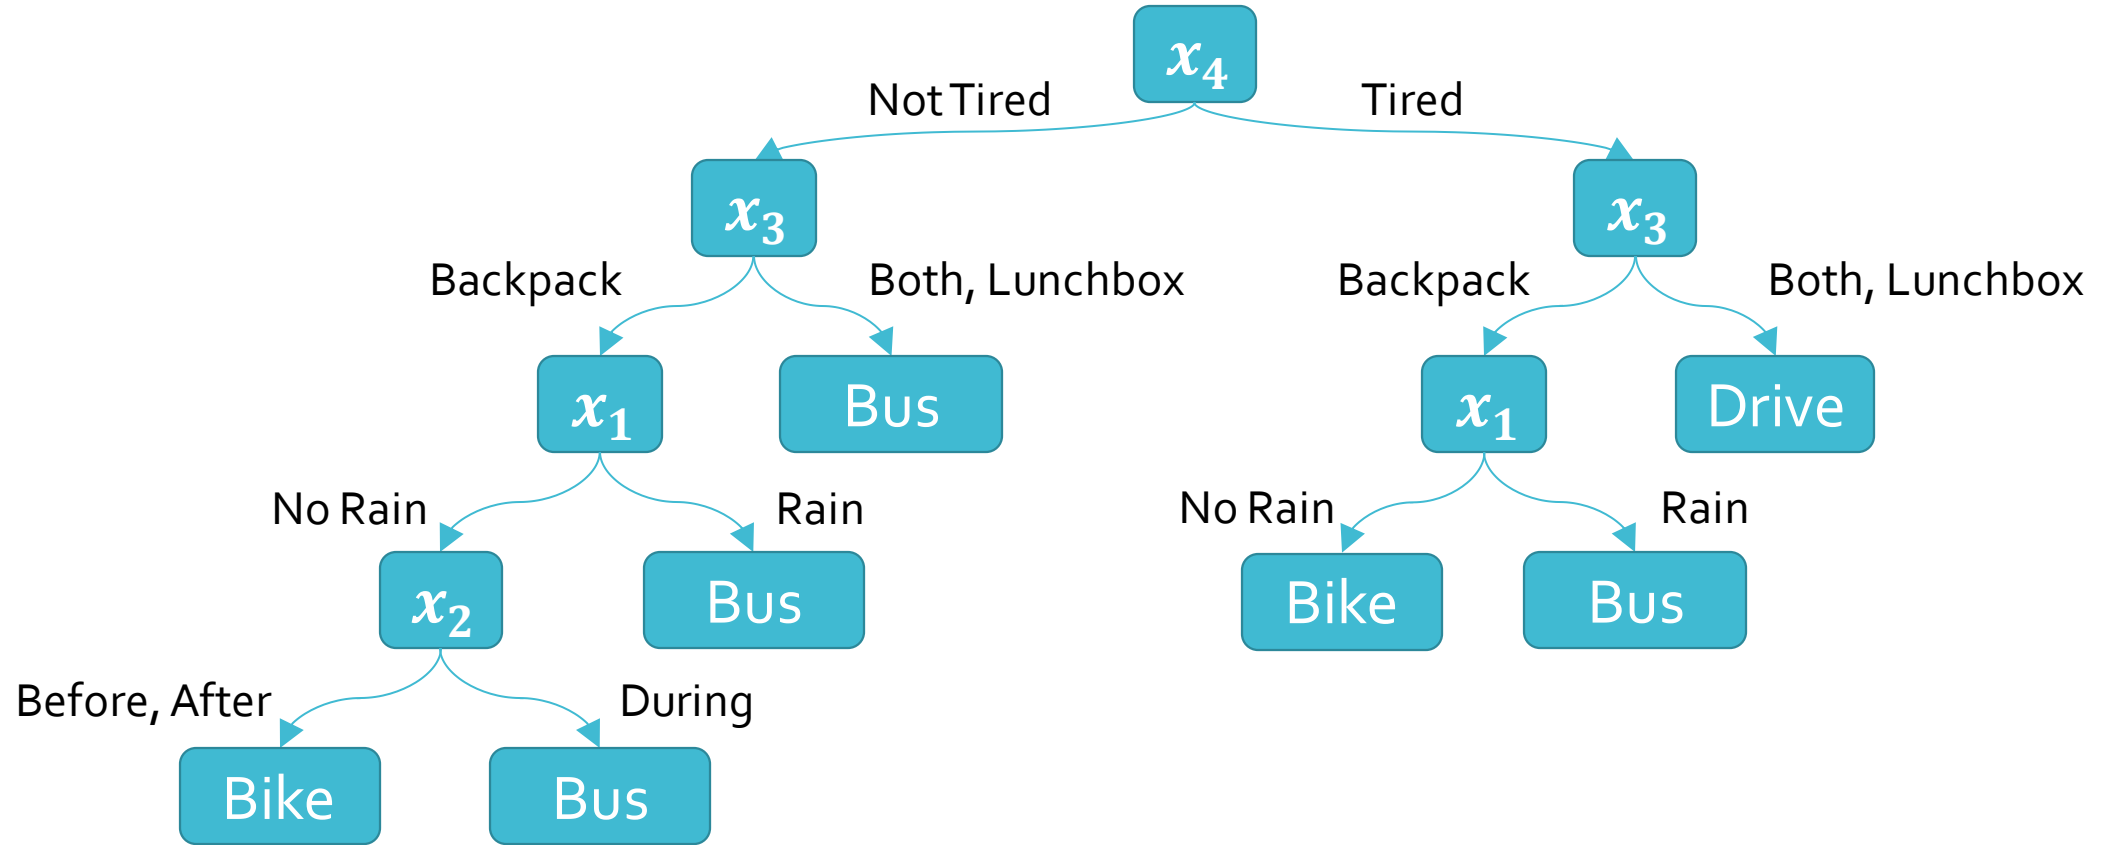 x₄
Not Tired
Tired
x₃
x₃
Backpack
Both, Lunchbox
Backpack
Both, Lunchbox
x₁
Bus
x₁
Drive
No Rain
Rain
No Rain
Rain
x₂
Bus
Bike
Bus
Before, After
During
Bike
Bus